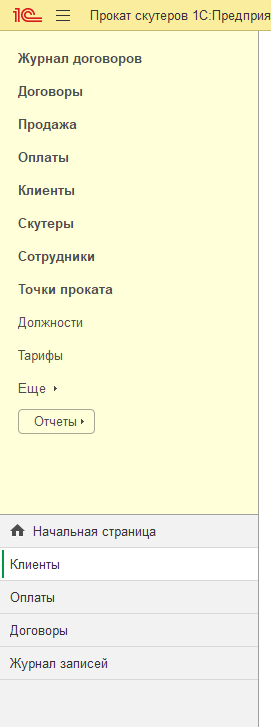 1С Прокат скутеров 1С:Предприя
Журнал договоров
Договоры
Продажа
Оплаты
Клиенты
Скутеры
Сотрудники
Точки проката
Должности
Тарифы
Еще
Отчеты
Начальная страница
Клиенты
Оплаты
Договоры
Журнал записей